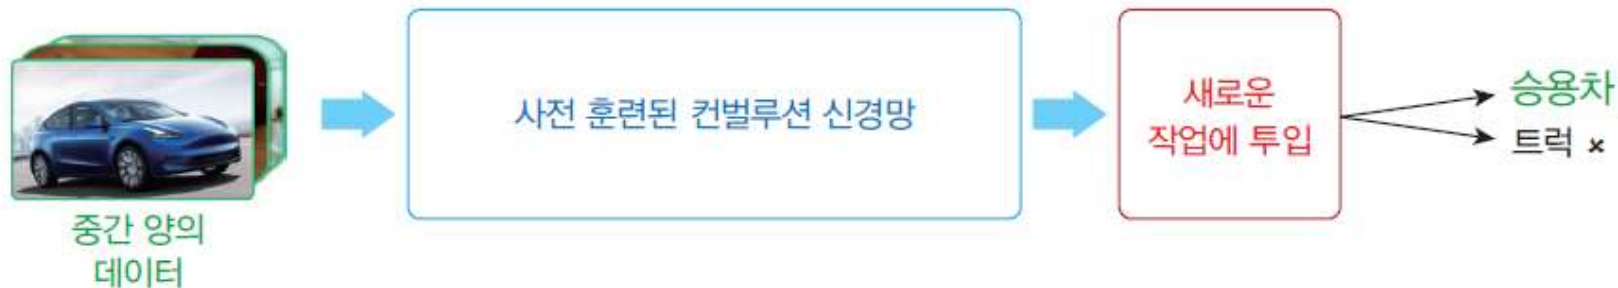 중간 양의
데이터
사전 훈련된 컨벌루션 신경망
새로운
작업에 투입
승용차
트럭 ×